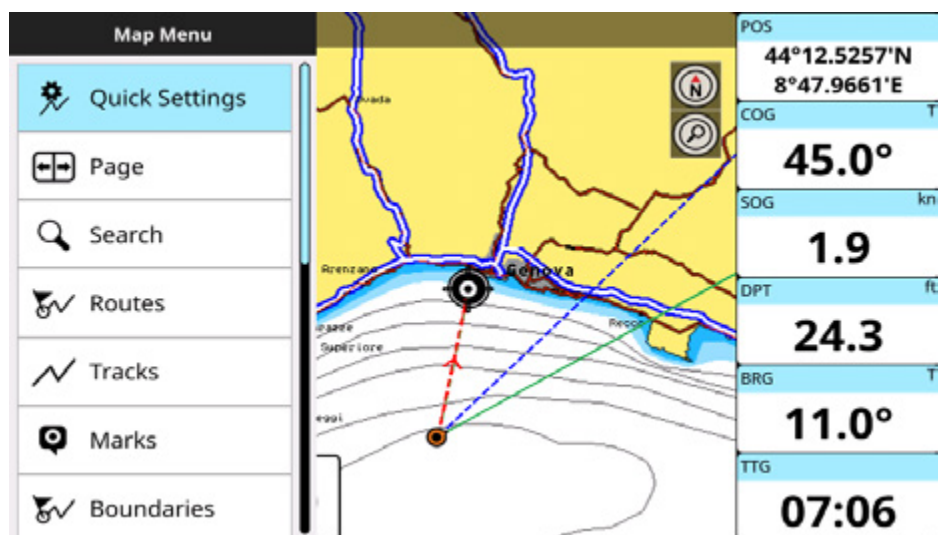 Map Menu
Quick Settings
Page
Search
Routes
Tracks
Marks
Boundaries
N
Genova
Superiore
POS
44°12.5257'N
8°47.9661'E
COG T
45.0°
SOG kn
1.9
DPT ft
24.3
BRG T
11.0°
TTG
07:06